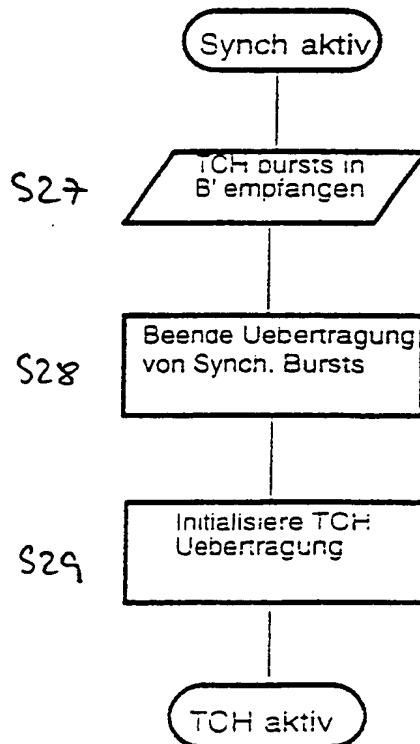 Synch aktiv
S27
TCH bursts in
B' empfangen
S28
Beende Uebertragung
von Synch. Bursts
S29
Initialisiere TCH
Uebertragung
TCH aktiv